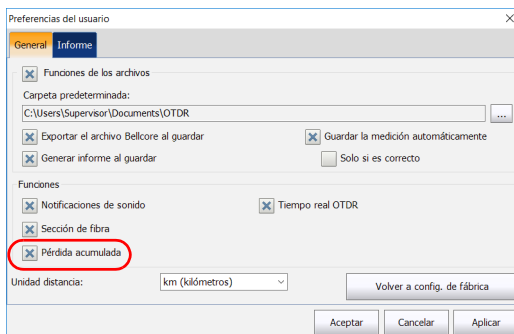 Preferencias del usuario
General Informe
Funciones de los archivos
Carpeta predeterminada:
C:\Users\Supervisor\Documents\OTDR ...
Exportar el archivo Bellcore al guardar Guardar la medición automáticamente
Generar informe al guardar Solo si es correcto
Funciones
Notificaciones de sonido Tiempo real OTDR
Sección de fibra
Pérdida acumulada
Unidad distancia: km (kilómetros) Volver a config. de fábrica
Aceptar Cancelar Aplicar